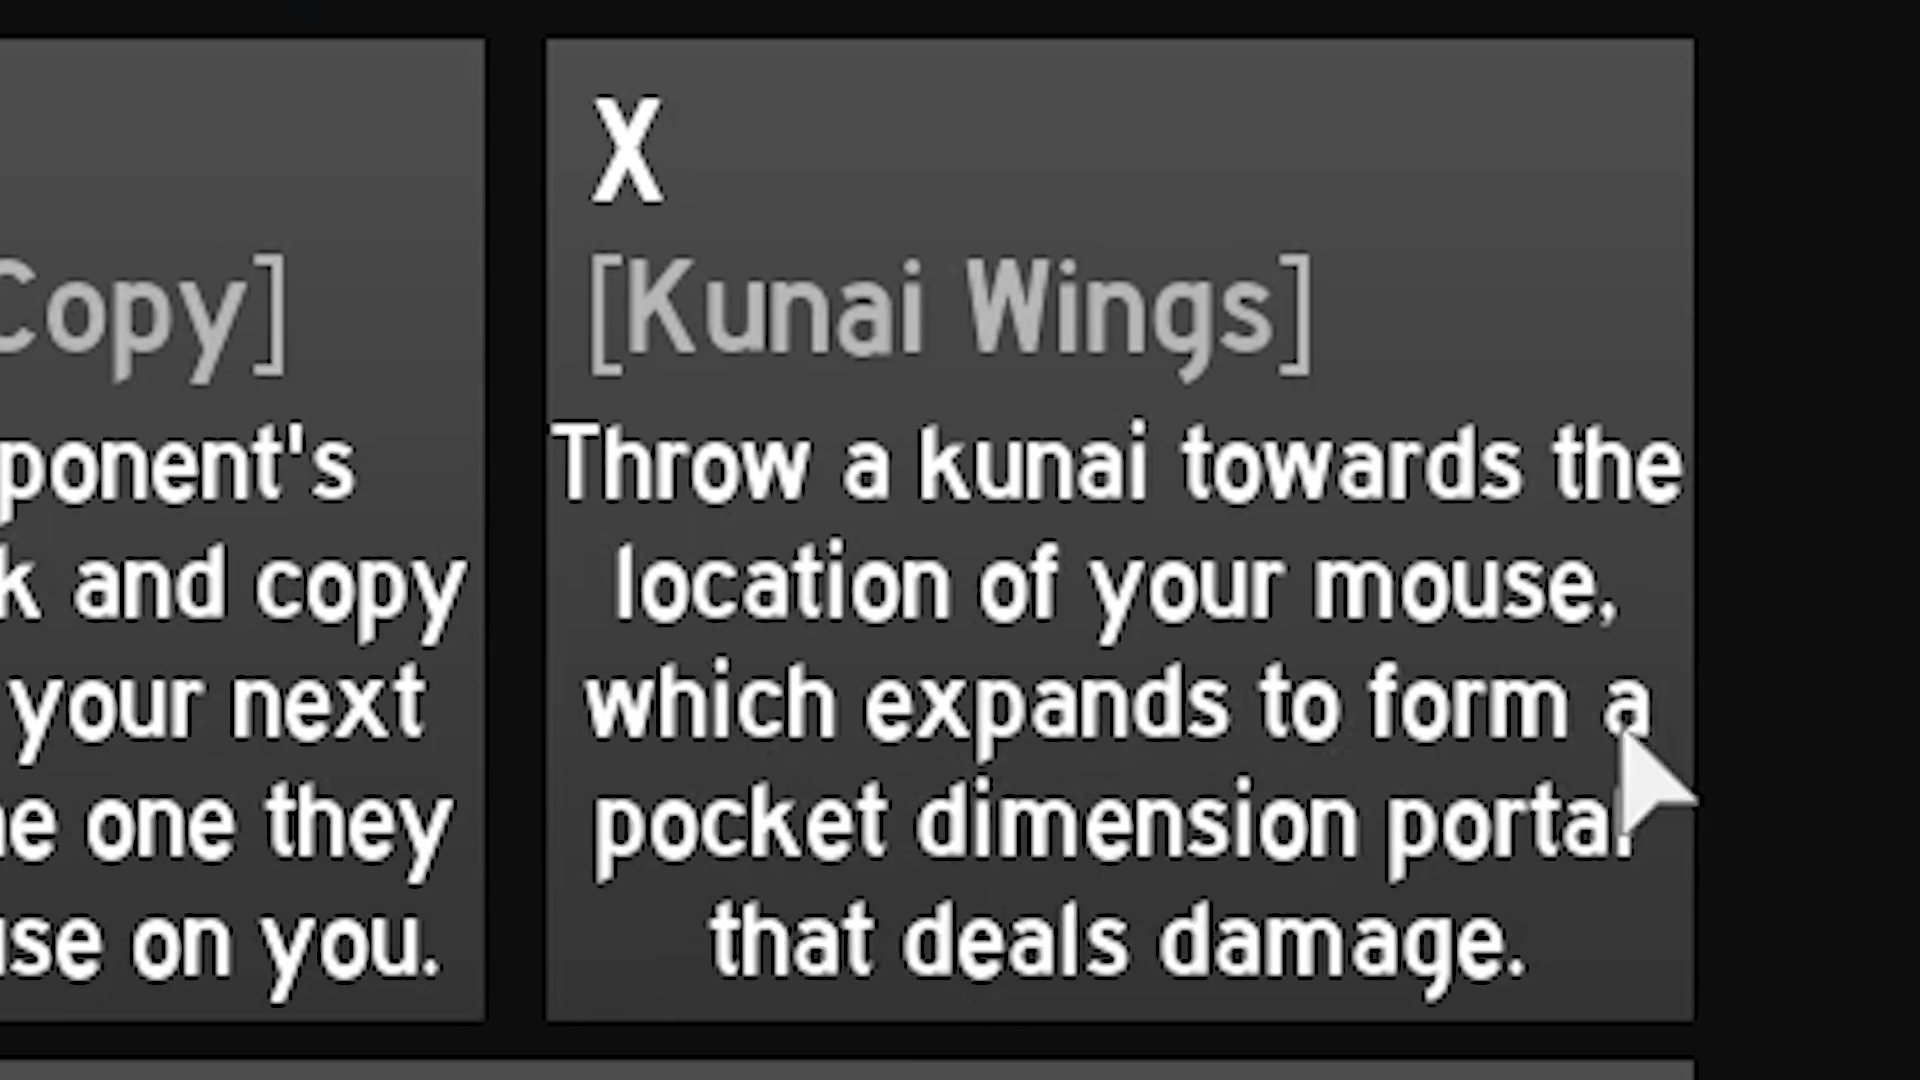 Copy]
ponent's
k and copy
your next
one they
on you.
X
[Kunai Wings]
Throw a kunai towards the
location of your mouse,
which expands to form a
pocket dimension portal
that deals damage.